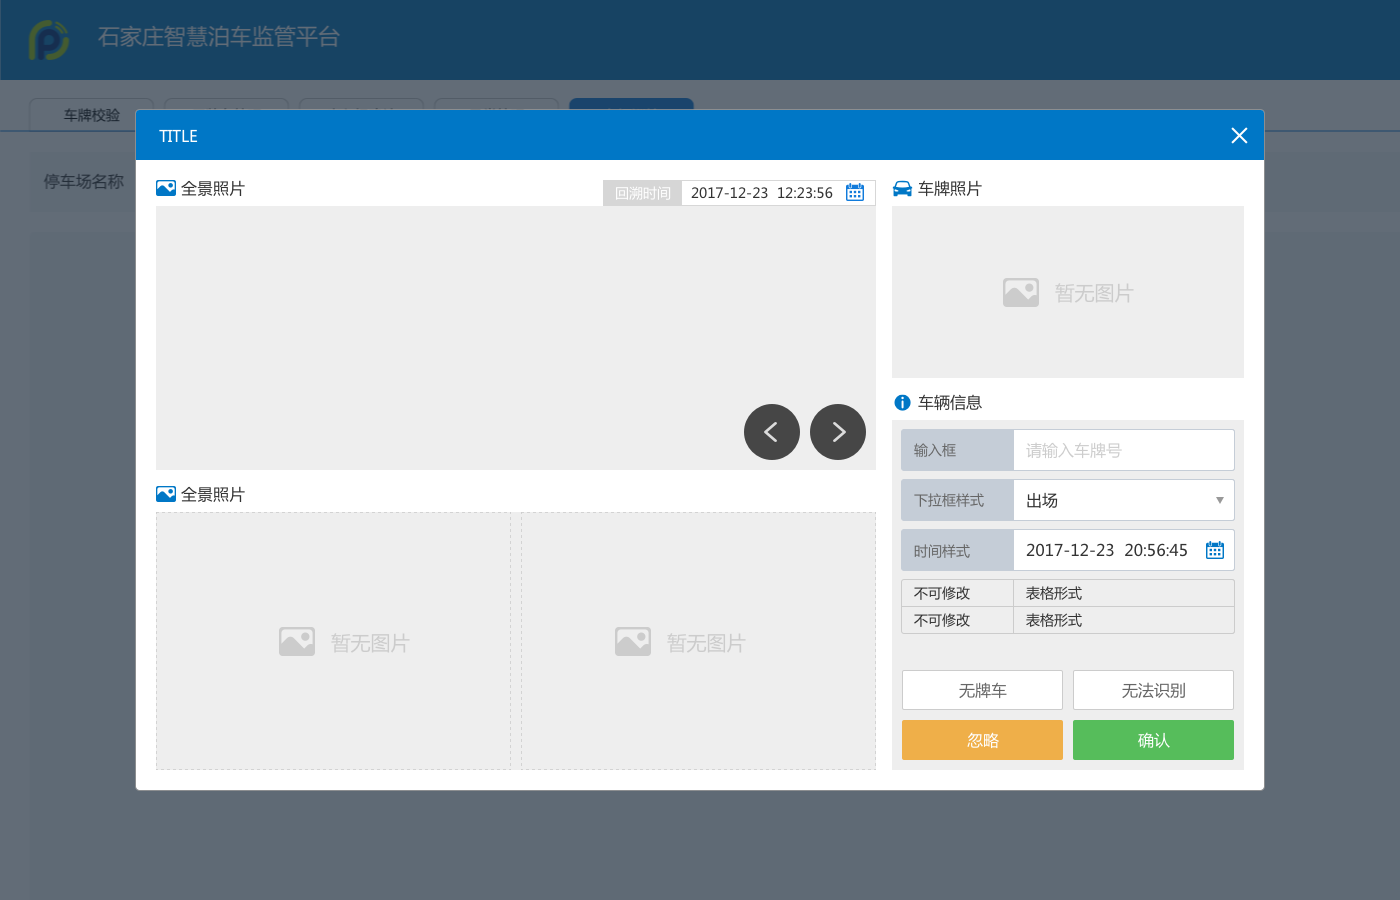 石家庄智慧泊车监管平台
车牌校验
停车场名称
TITLE
全景照片
回溯时间 2017-12-23 12:23:56
全景照片
暂无图片
暂无图片
车牌照片
暂无图片
车辆信息
输入框 请输入车牌号
下拉框样式 出场
时间样式 2017-12-23 20:56:45
不可修改 表格形式
不可修改 表格形式
无牌车 无法识别
忽略 确认